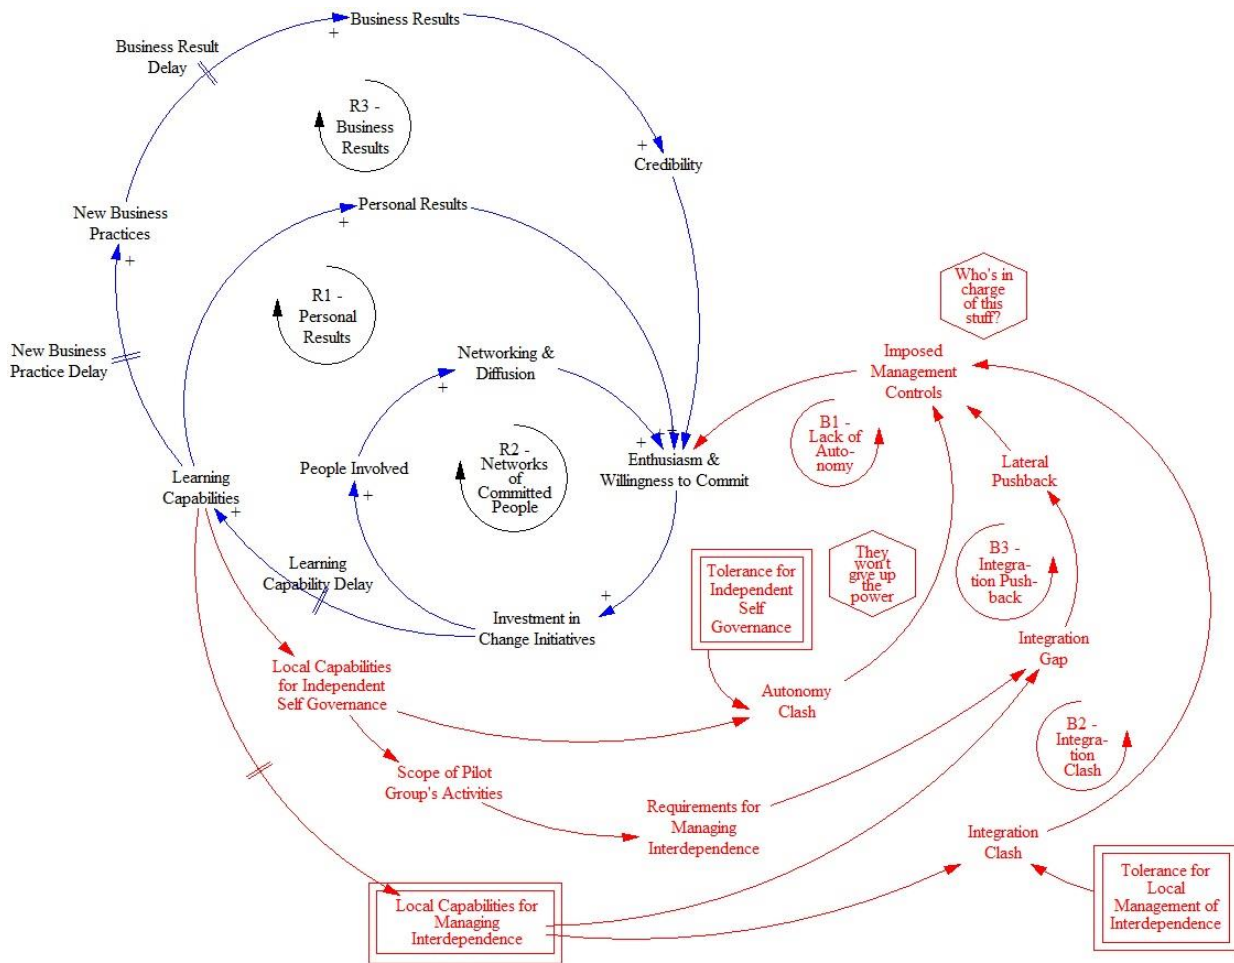 Business Results
+
Business Result
Delay
R3 -
Business
Results
+
Credibility
New Business
Practices
+
Personal Results
+
Who's in
charge
of this
stuff?
R1 -
Personal
Results
New Business
Practice Delay
Networking &
Diffusion
+
Imposed
Management
Controls
B1 -
Lack of
Auto-
nomy
+
+
+
Enthusiasm &
Willingness to Commit
R2 -
Networks
of
Committed
People
People Involved
+
Learning
Capabilities
+
Lateral
Pushback
B3 -
Integration
Push-
back
They
won't
give up
the
power
Tolerance for
Independent
Self
Governance
Learning
Capability Delay
+
Investment in
Change Initiatives
Integration
Gap
Local Capabilities
for Independent
Self Governance
Autonomy
Clash
B2 -
Integra-
tion
Clash
Scope of Pilot
Group's Activities
Requirements for
Managing
Interdependence
Integration
Clash
Tolerance for
Local
Management of
Interdependence
Local Capabilities for
Managing
Interdependence